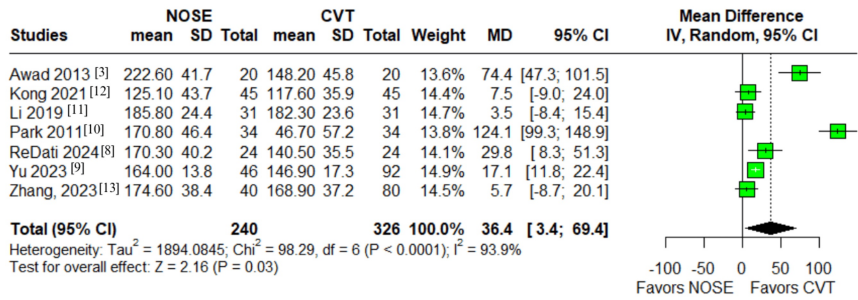 NOSE CVT Mean Difference
Studies mean SD Total mean SD Total Weight MD 95% CI IV, Random, 95% CI
Awad 2013 [3] 222.60 41.7 20 148.20 45.8 20 13.6% 74.4 [47.3; 101.5]
Kong 2021 [12] 125.10 43.7 45 117.60 35.9 45 14.4% 7.5 [-9.0; 24.0]
Li 2019 [11] 185.80 24.4 31 182.30 23.6 31 14.5% 3.5 [-8.4; 15.4]
Park 2011[10] 170.80 46.4 34 46.70 57.2 34 13.8% 124.1 [99.3; 148.9]
ReDati 2024[8] 170.30 40.2 24 140.50 35.5 24 14.1% 29.8 [ 8.3; 51.3]
Yu 2023 [9] 164.00 13.8 46 146.90 17.3 92 14.7% 17.1 [11.8; 22.4]
Zhang, 2023[13] 174.60 38.4 40 168.90 37.2 80 14.5% 5.7 [-8.7; 20.1]
Total (95% CI) 240 326 100.0% 36.4 [ 3.4; 69.4]
Heterogeneity: Tau² = 1894.0845; Chi² = 98.29, df = 6 (P < 0.0001); I² = 93.9%
Test for overall effect: Z = 2.16 (P = 0.03)
-100 -50 0 50 100
Favors NOSE Favors CVT